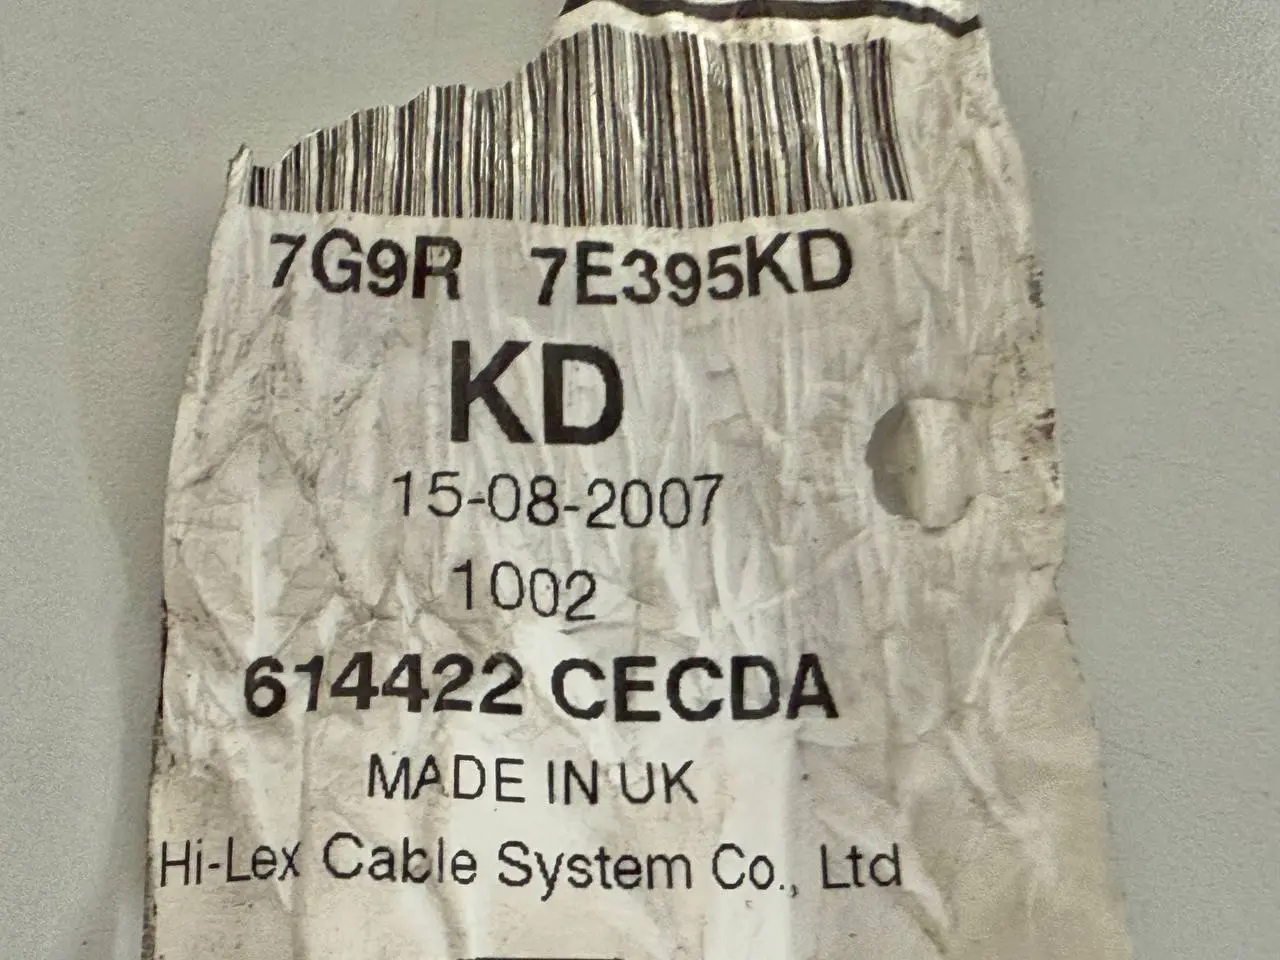 7G9R 7E395KD
KD
15-08-2007
1002
614422 CECDA
MADE IN UK
Hi-Lex Cable System Co., Ltd